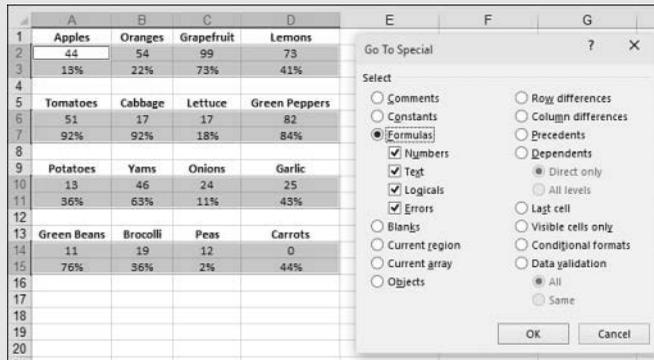 A B C D E F G
1 Apples Oranges Grapefruit Lemons
2 44 54 99 73
3 13% 22% 73% 41%
4
5 Tomatoes Cabbage Lettuce Green Peppers
6 51 17 17 82
7 92% 92% 18% 84%
8
9 Potatoes Yams Onions Garlic
10 13 46 24 25
11 36% 63% 11% 43%
12
13 Green Beans Brocolli Peas Carrots
14 11 19 12 0
15 76% 36% 2% 44%
16
17
18
19
20
Go To Special ? ×
Select
Comments
Constants
Formulas
Numbers
Text
Logicals
Errors
Blanks
Current region
Current array
Objects
Row differences
Column differences
Precedents
Dependents
Direct only
All levels
Last cell
Visible cells only
Conditional formats
Data validation
All
Same
OK Cancel